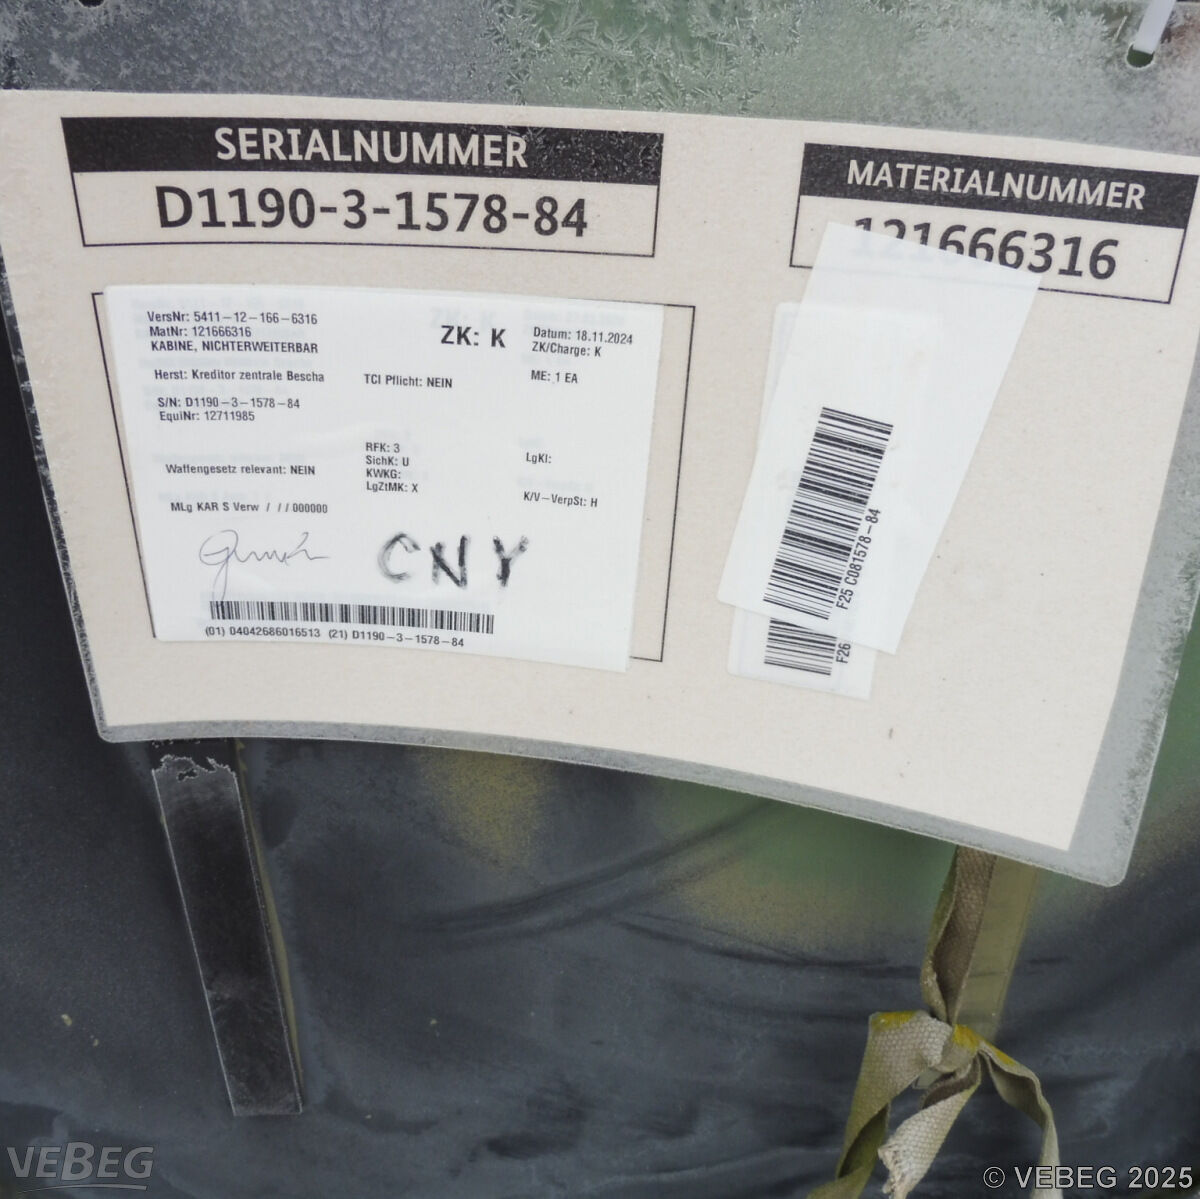 SERIALNUMMER
D1190-3-1578-84
MATERIALNUMMER
121666316
VersNr: 5411-12-166-6316
MatNr: 121666316
KABINE, NICHTERWEITERBAR
ZK: K
Datum: 18.11.2024
ZK/Charge: K
Herst: Kreditor zentrale Bescha
TCI Pflicht: NEIN
ME: 1 EA
S/N: D1190-3-1578-84
EquiNr: 12711985
RFK: 3
SichK: U
KWKG:
LgZtMK: X
LgKl:
Waffengesetz relevant: NEIN
K/V-VerpSt: H
MLg KAR S Verw / / / 000000
CNY
(01) 04042686016513 (21) D1190-3-1578-84
F25 C081578-84
F26
VEBEG
© VEBEG 2025